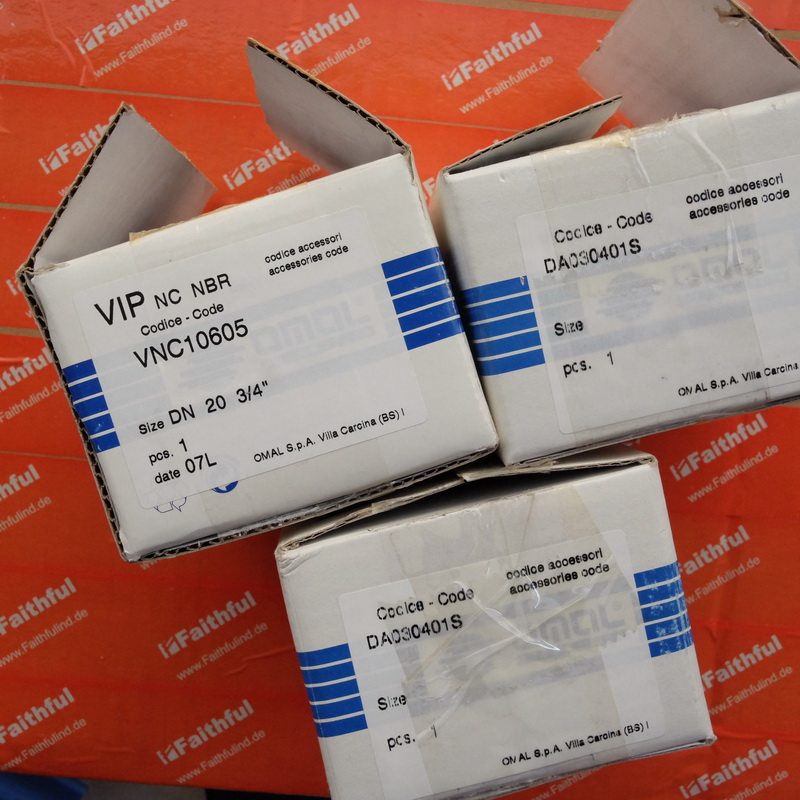 VIP NC NBR
codice accessori
accessories code
Codice - Code
VNC10605
Size DN 20 3/4"
pcs. 1
date 07L
OMAL S.p.A. Villa Carcina (BS) I
codice accessori
accessories code
Codice - Code
DA030401S
Size
pcs. 1
OMAL S.p.A. Villa Carcina (BS) I
codice accessori
accessories code
Codice - Code
DA030401S
Size
pcs. 1
OMAL S.p.A. Villa Carcina (BS) I
Faithful
www.Faithfulind.de